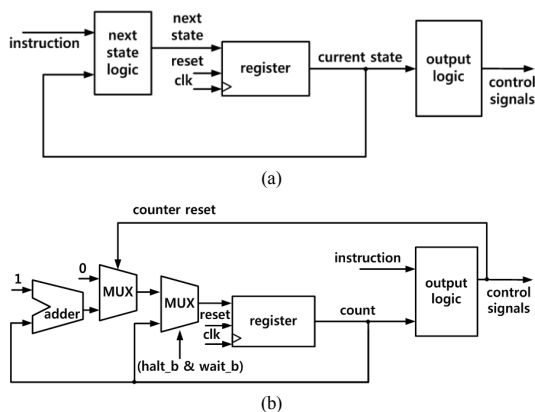 instruction
next
state
logic
next
state
reset
clk
register
current state
output
logic
control
signals
(a)
counter reset
1
adder
0
MUX
MUX
(halt_b & wait_b)
reset
clk
register
count
instruction
output
logic
control
signals
(b)